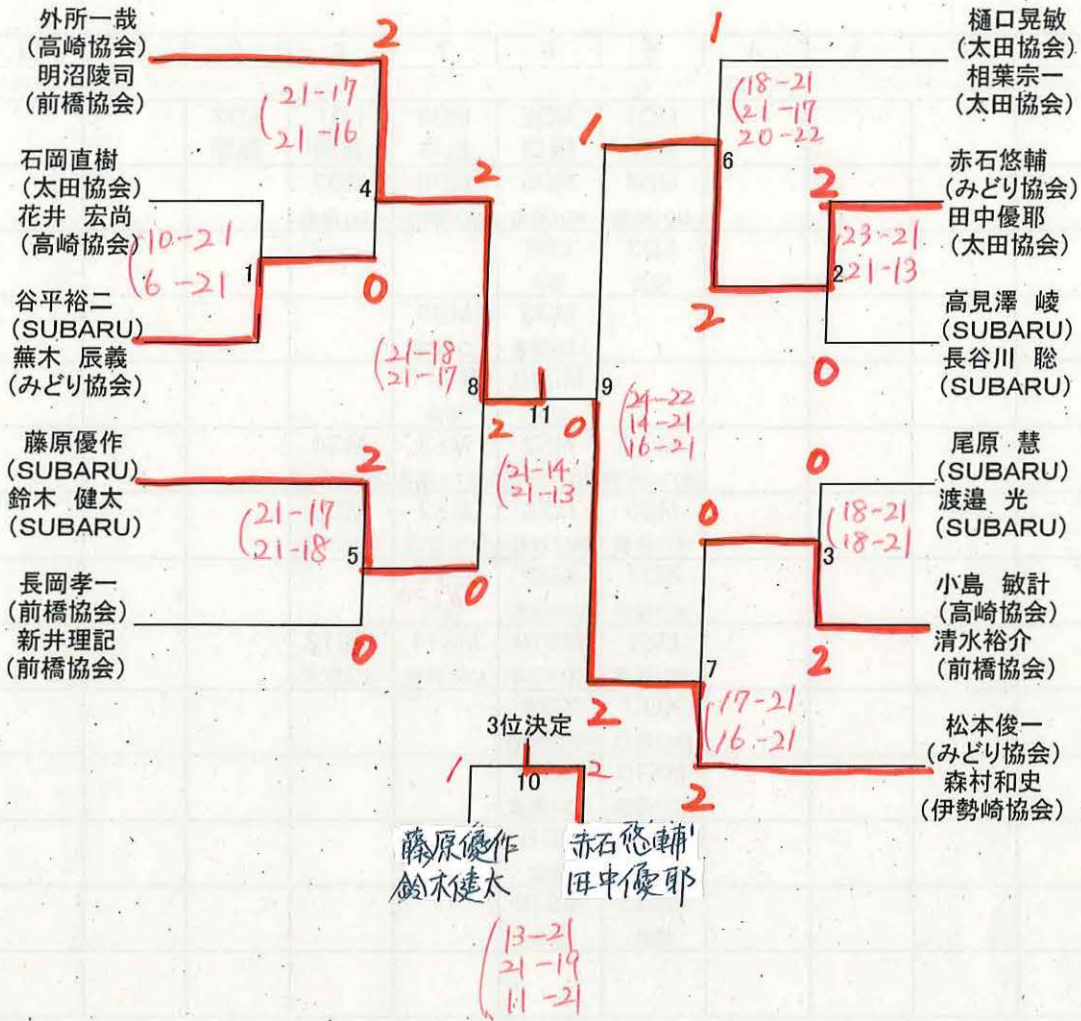 外所一哉
(高崎協会)
明沼陵司
(前橋協会)
石岡直樹
(太田協会)
花井 宏尚
(高崎協会)
谷平裕二
(SUBARU)
蕪木 辰義
(みどり協会)
藤原優作
(SUBARU)
鈴木 健太
(SUBARU)
長岡孝一
(前橋協会)
新井理記
(前橋協会)
2
21-17
21-16
4
10-21
6-21
1
0
2
21-18
21-17
8
2
21-17
21-18
5
0
0
2
11
0
21-14
21-13
1
9
24-22
14-21
16-21
2
1
18-21
21-17
20-22
6
2
2
23-21
21-13
2
0
0
18-21
18-21
3
2
0
7
17-21
16-21
2
樋口晃敏
(太田協会)
相葉宗一
(太田協会)
赤石悠輔
(みどり協会)
田中優耶
(太田協会)
高見澤 崚
(SUBARU)
長谷川 聡
(SUBARU)
尾原 慧
(SUBARU)
渡邉 光
(SUBARU)
小島 敏計
(高崎協会)
清水裕介
(前橋協会)
松本俊一
(みどり協会)
森村和史
(伊勢崎協会)
3位決定
1
10
2
藤原優作
鈴木健太
赤石悠輔
田中優耶
13-21
21-19
11-21